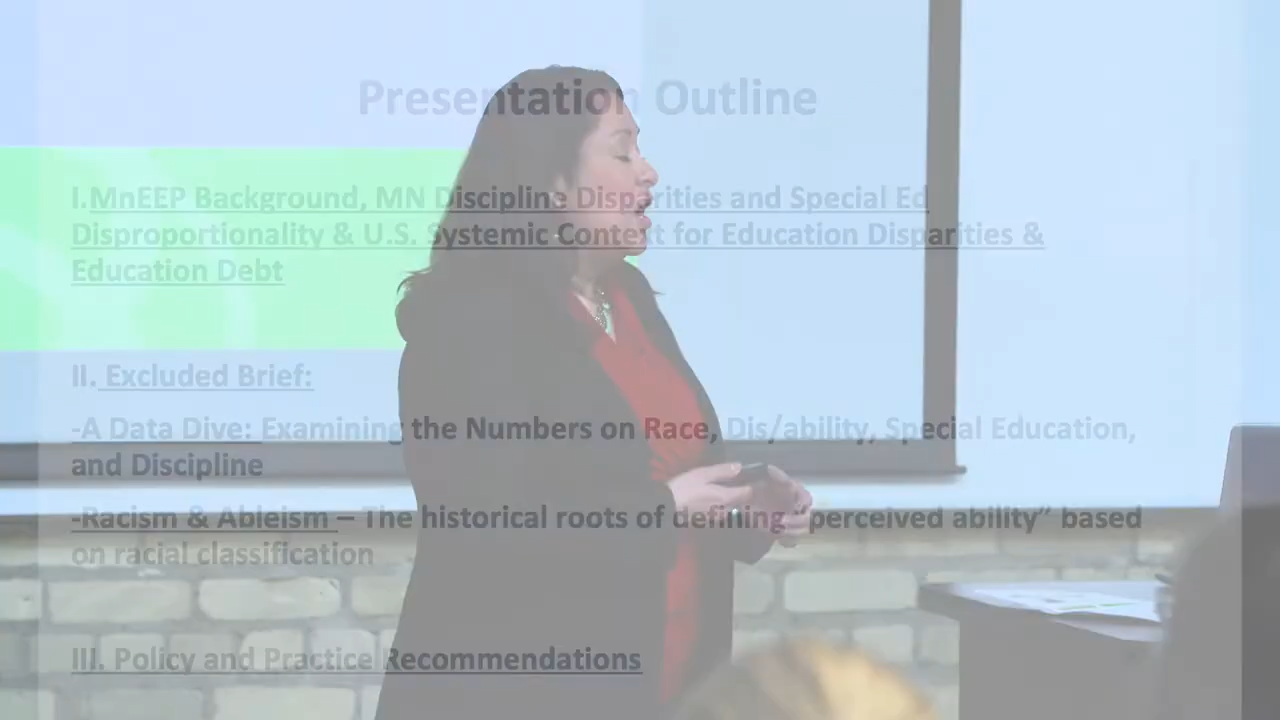 Presentation Outline
I.MnEEP Background, MN Discipline Disparities and Special Ed
Disproportionality & U.S. Systemic Context for Education Disparities &
Education Debt
II. Excluded Brief:
-A Data Dive: Examining the Numbers on Race, Dis/ability, Special Education,
and Discipline
-Racism & Ableism – The historical roots of defining "perceived ability" based
on racial classification
III. Policy and Practice Recommendations